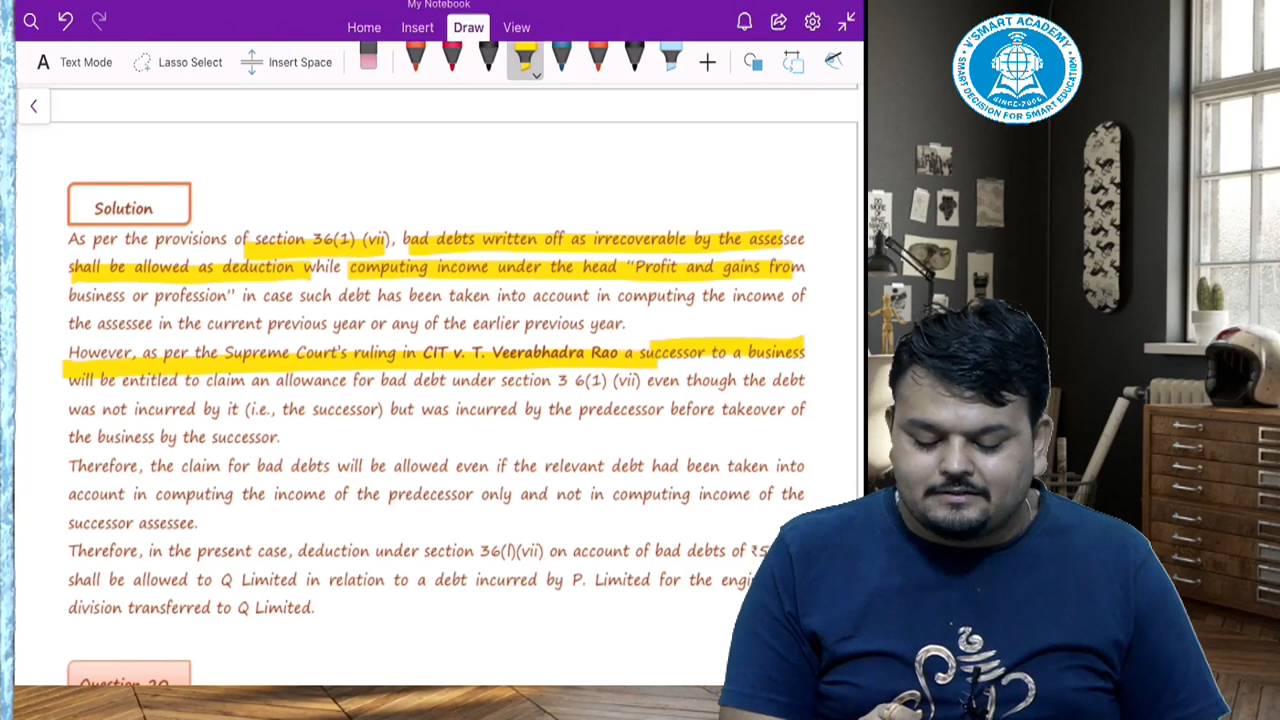 My Notebook
Home Insert Draw View
Text Mode Lasso Select Insert Space
V'SMART ACADEMY
SINCE-2006
SMART DECISION FOR SMART EDUCATION
Solution
As per the provisions of section 36(1) (vii), bad debts written off as irrecoverable by the assessee
shall be allowed as deduction while computing income under the head "Profit and gains from
business or profession" in case such debt has been taken into account in computing the income of
the assessee in the current previous year or any of the earlier previous year.
However, as per the Supreme Court's ruling in CIT v. T. Veerabhadra Rao a successor to a business
will be entitled to claim an allowance for bad debt under section 3 6(1) (vii) even though the debt
was not incurred by it (i.e., the successor) but was incurred by the predecessor before takeover of
the business by the successor.
Therefore, the claim for bad debts will be allowed even if the relevant debt had been taken into
account in computing the income of the predecessor only and not in computing income of the
successor assessee.
Therefore, in the present case, deduction under section 36(l)(vii) on account of bad debts of ₹5
shall be allowed to Q Limited in relation to a debt incurred by P. Limited for the
division transferred to Q Limited.
Question 20